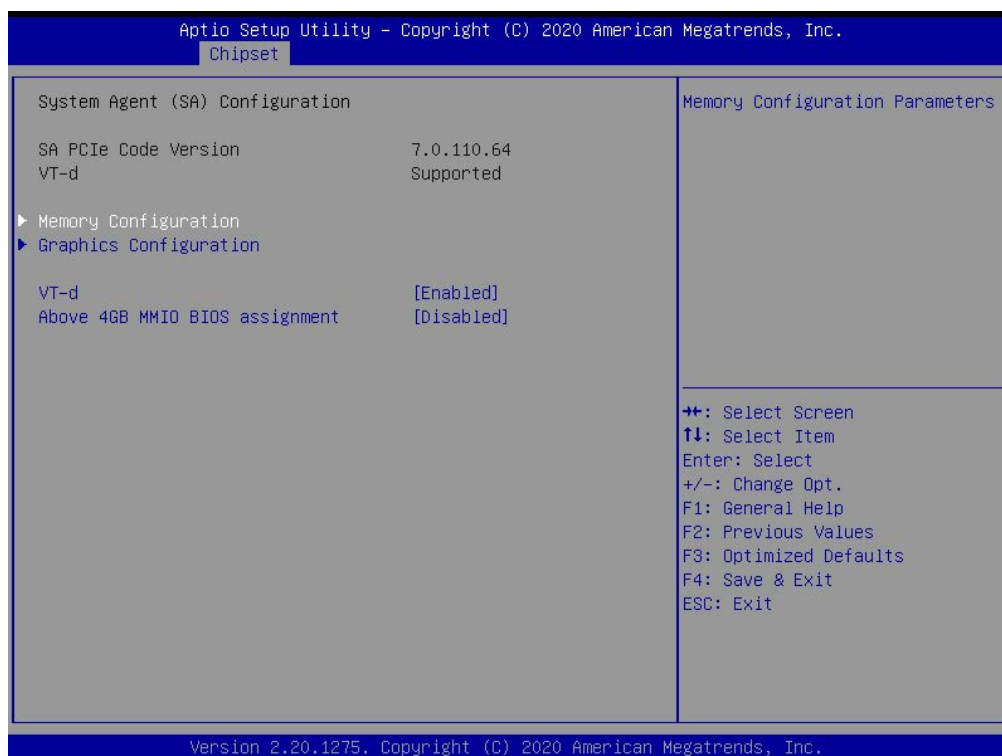 Aptio Setup Utility – Copyright (C) 2020 American Megatrends, Inc.
Chipset
System Agent (SA) Configuration
SA PCIe Code Version 7.0.110.64
VT-d Supported
Memory Configuration
Graphics Configuration
VT-d [Enabled]
Above 4GB MMIO BIOS assignment [Disabled]
Memory Configuration Parameters
→←: Select Screen
↑↓: Select Item
Enter: Select
+/-: Change Opt.
F1: General Help
F2: Previous Values
F3: Optimized Defaults
F4: Save & Exit
ESC: Exit
Version 2.20.1275. Copyright (C) 2020 American Megatrends, Inc.